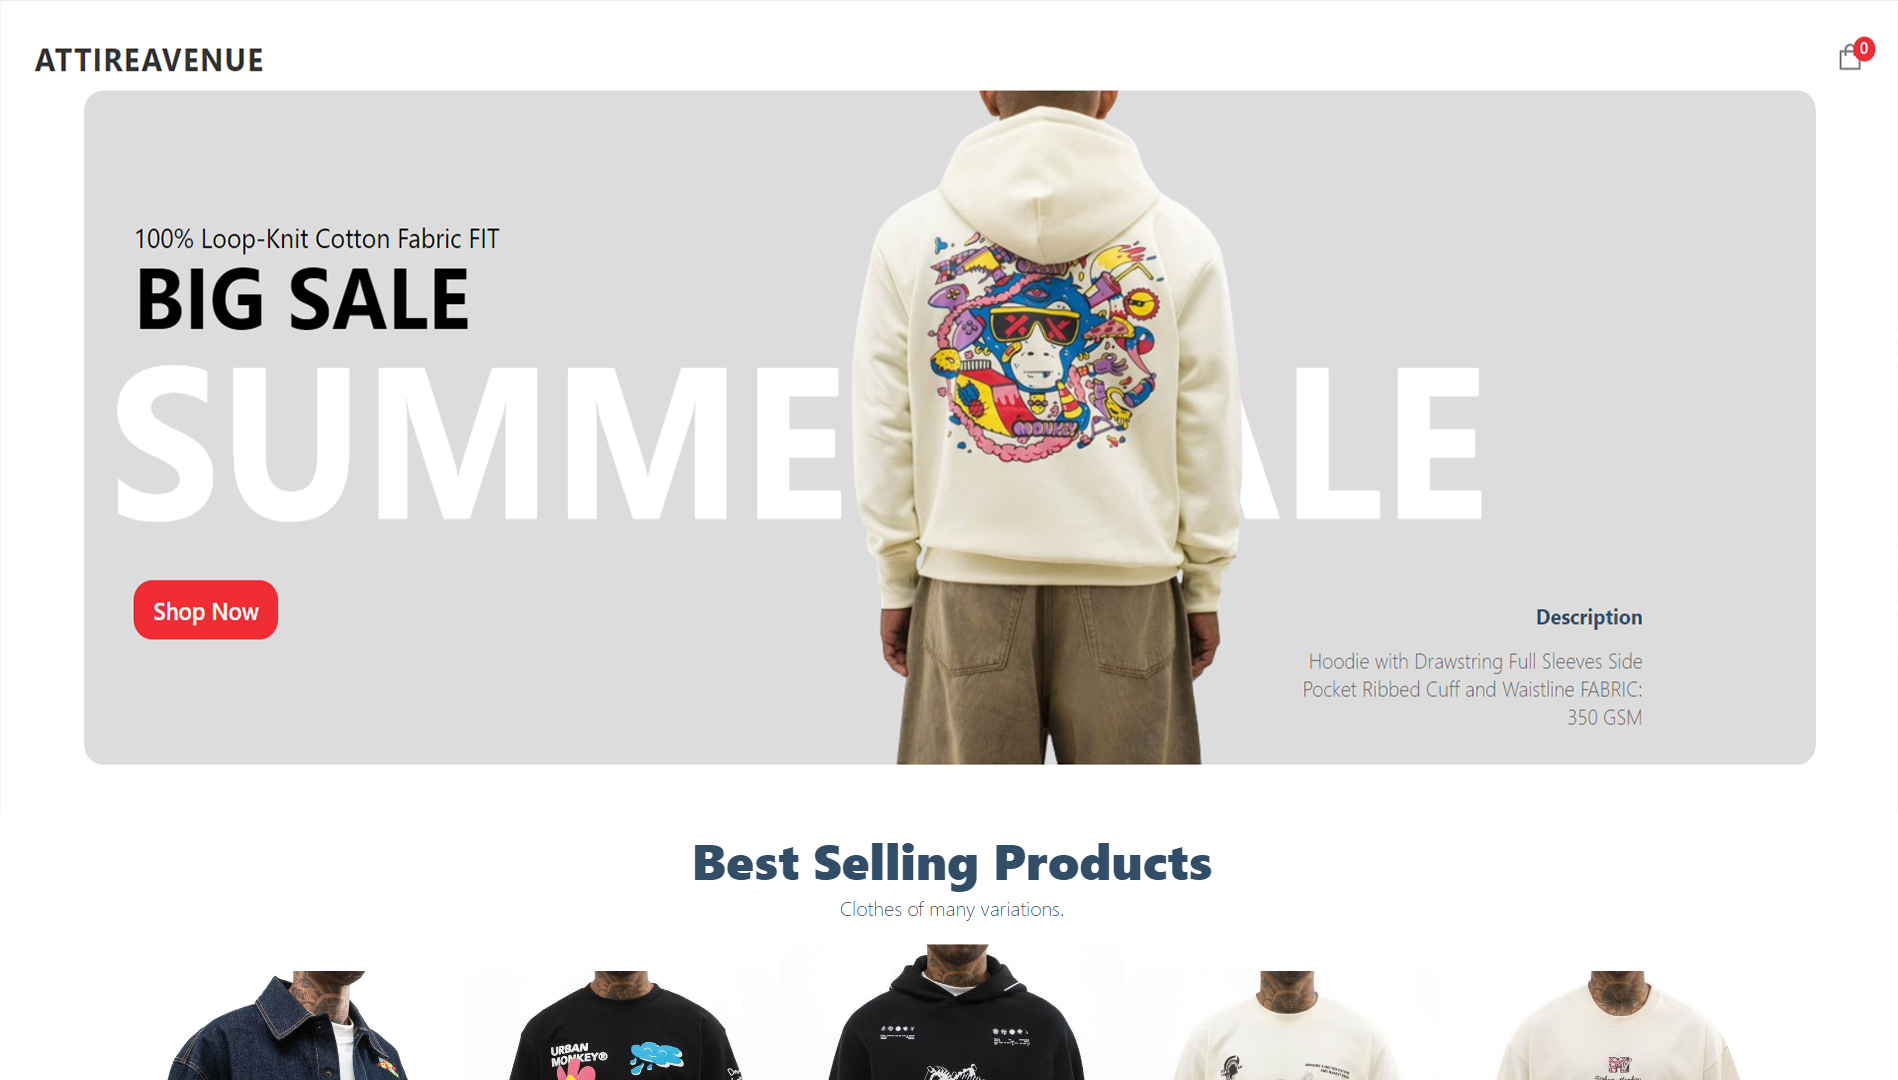 ATTIREAVENUE
0
100% Loop-Knit Cotton Fabric FIT
BIG SALE
SUMME ALE
MONKEY
Shop Now
Description
Hoodie with Drawstring Full Sleeves Side
Pocket Ribbed Cuff and Waistline FABRIC:
350 GSM
Best Selling Products
Clothes of many variations.
URBAN
MONKEY®